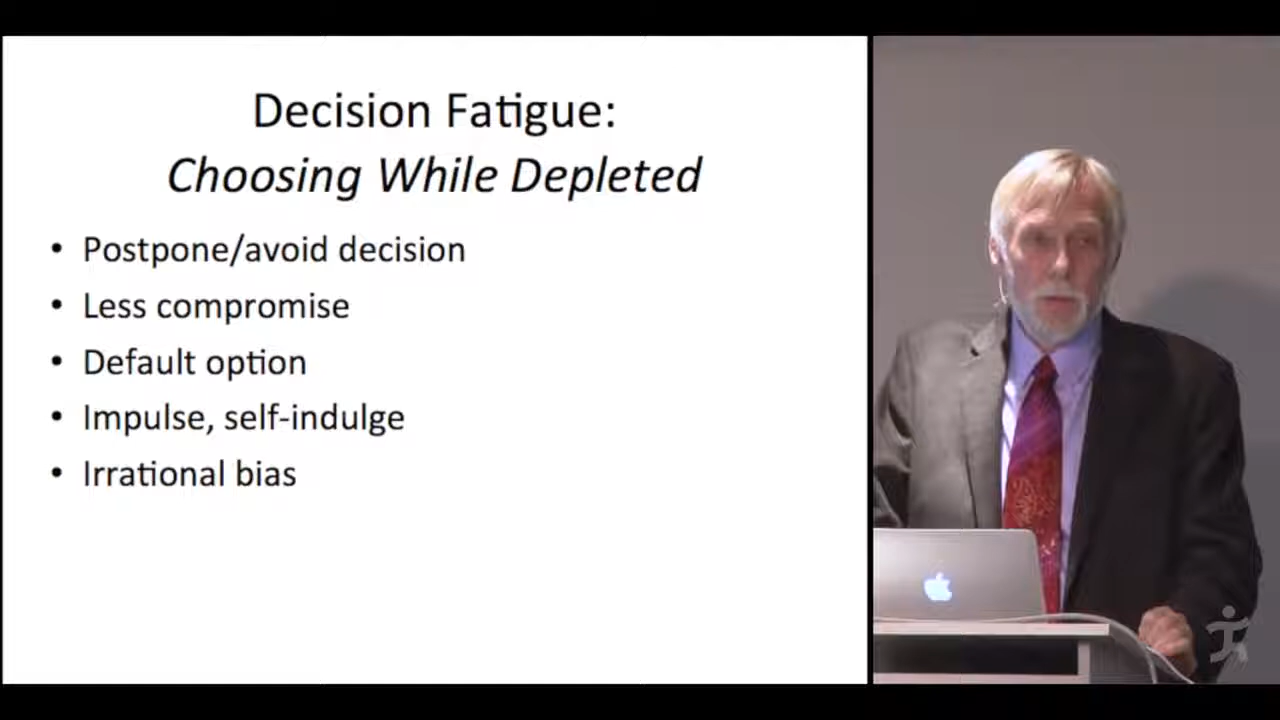 Decision Fatigue:
Choosing While Depleted
• Postpone/avoid decision
• Less compromise
• Default option
• Impulse, self-indulge
• Irrational bias